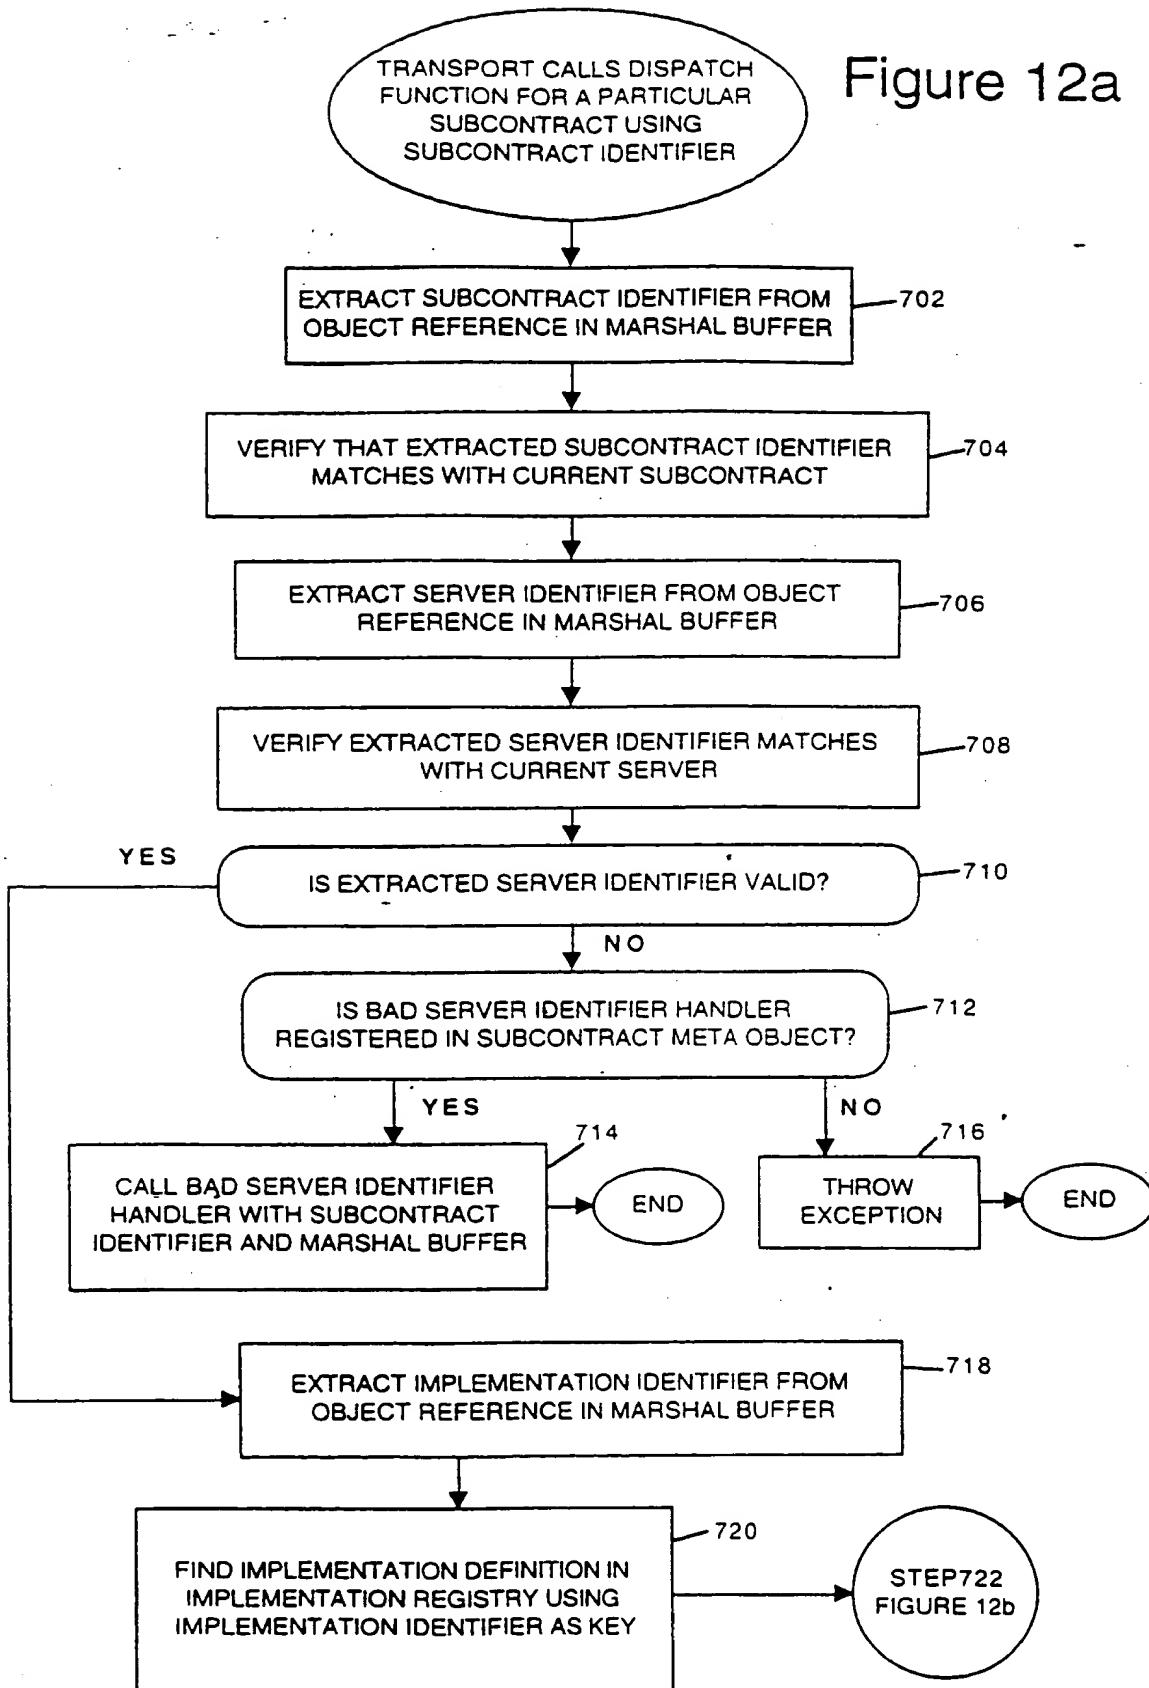 Figure 12a
TRANSPORT CALLS DISPATCH
FUNCTION FOR A PARTICULAR
SUBCONTRACT USING
SUBCONTRACT IDENTIFIER
EXTRACT SUBCONTRACT IDENTIFIER FROM
OBJECT REFERENCE IN MARSHAL BUFFER
702
VERIFY THAT EXTRACTED SUBCONTRACT IDENTIFIER
MATCHES WITH CURRENT SUBCONTRACT
704
EXTRACT SERVER IDENTIFIER FROM OBJECT
REFERENCE IN MARSHAL BUFFER
706
VERIFY EXTRACTED SERVER IDENTIFIER MATCHES
WITH CURRENT SERVER
708
YES
IS EXTRACTED SERVER IDENTIFIER VALID?
710
NO
IS BAD SERVER IDENTIFIER HANDLER
REGISTERED IN SUBCONTRACT META OBJECT?
712
YES
NO
714
CALL BAD SERVER IDENTIFIER
HANDLER WITH SUBCONTRACT
IDENTIFIER AND MARSHAL BUFFER
END
716
THROW
EXCEPTION
END
EXTRACT IMPLEMENTATION IDENTIFIER FROM
OBJECT REFERENCE IN MARSHAL BUFFER
718
FIND IMPLEMENTATION DEFINITION IN
IMPLEMENTATION REGISTRY USING
IMPLEMENTATION IDENTIFIER AS KEY
720
STEP722
FIGURE 12b